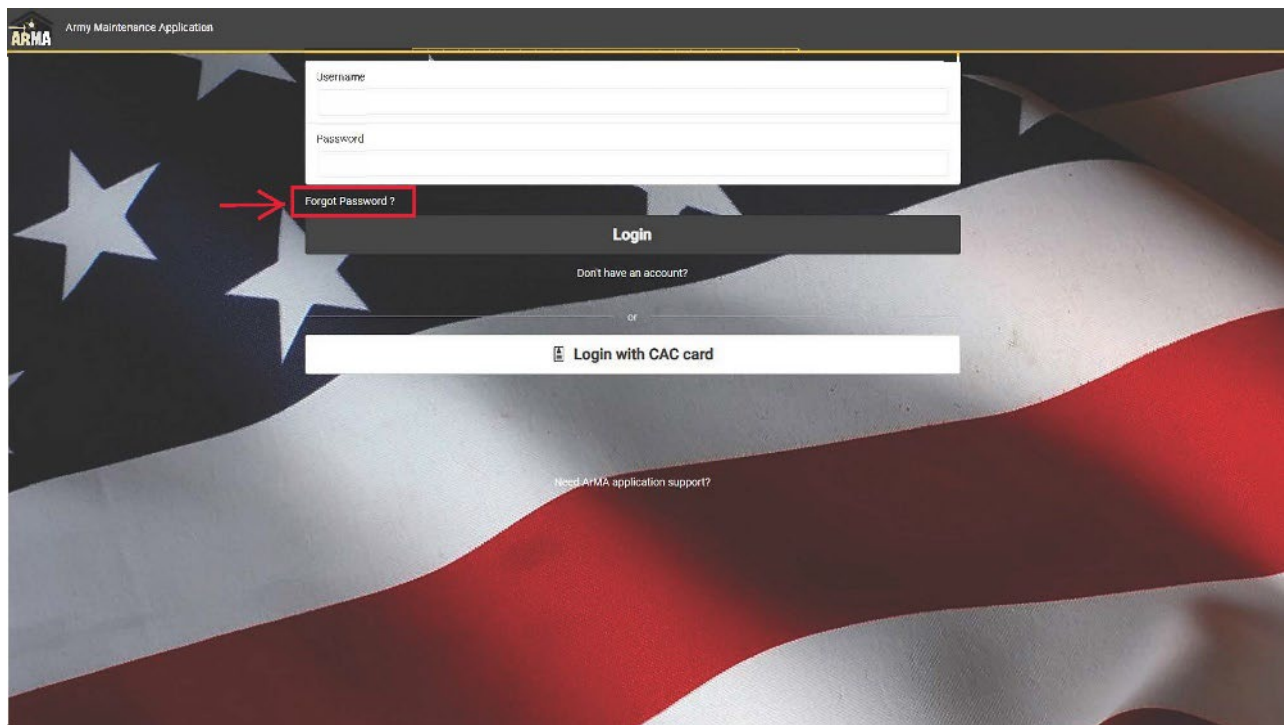 ARMA
Army Maintenance Application
Username
Password
Forgot Password ?
Login
Don't have an account?
or
Login with CAC card
Need ArMA application support?